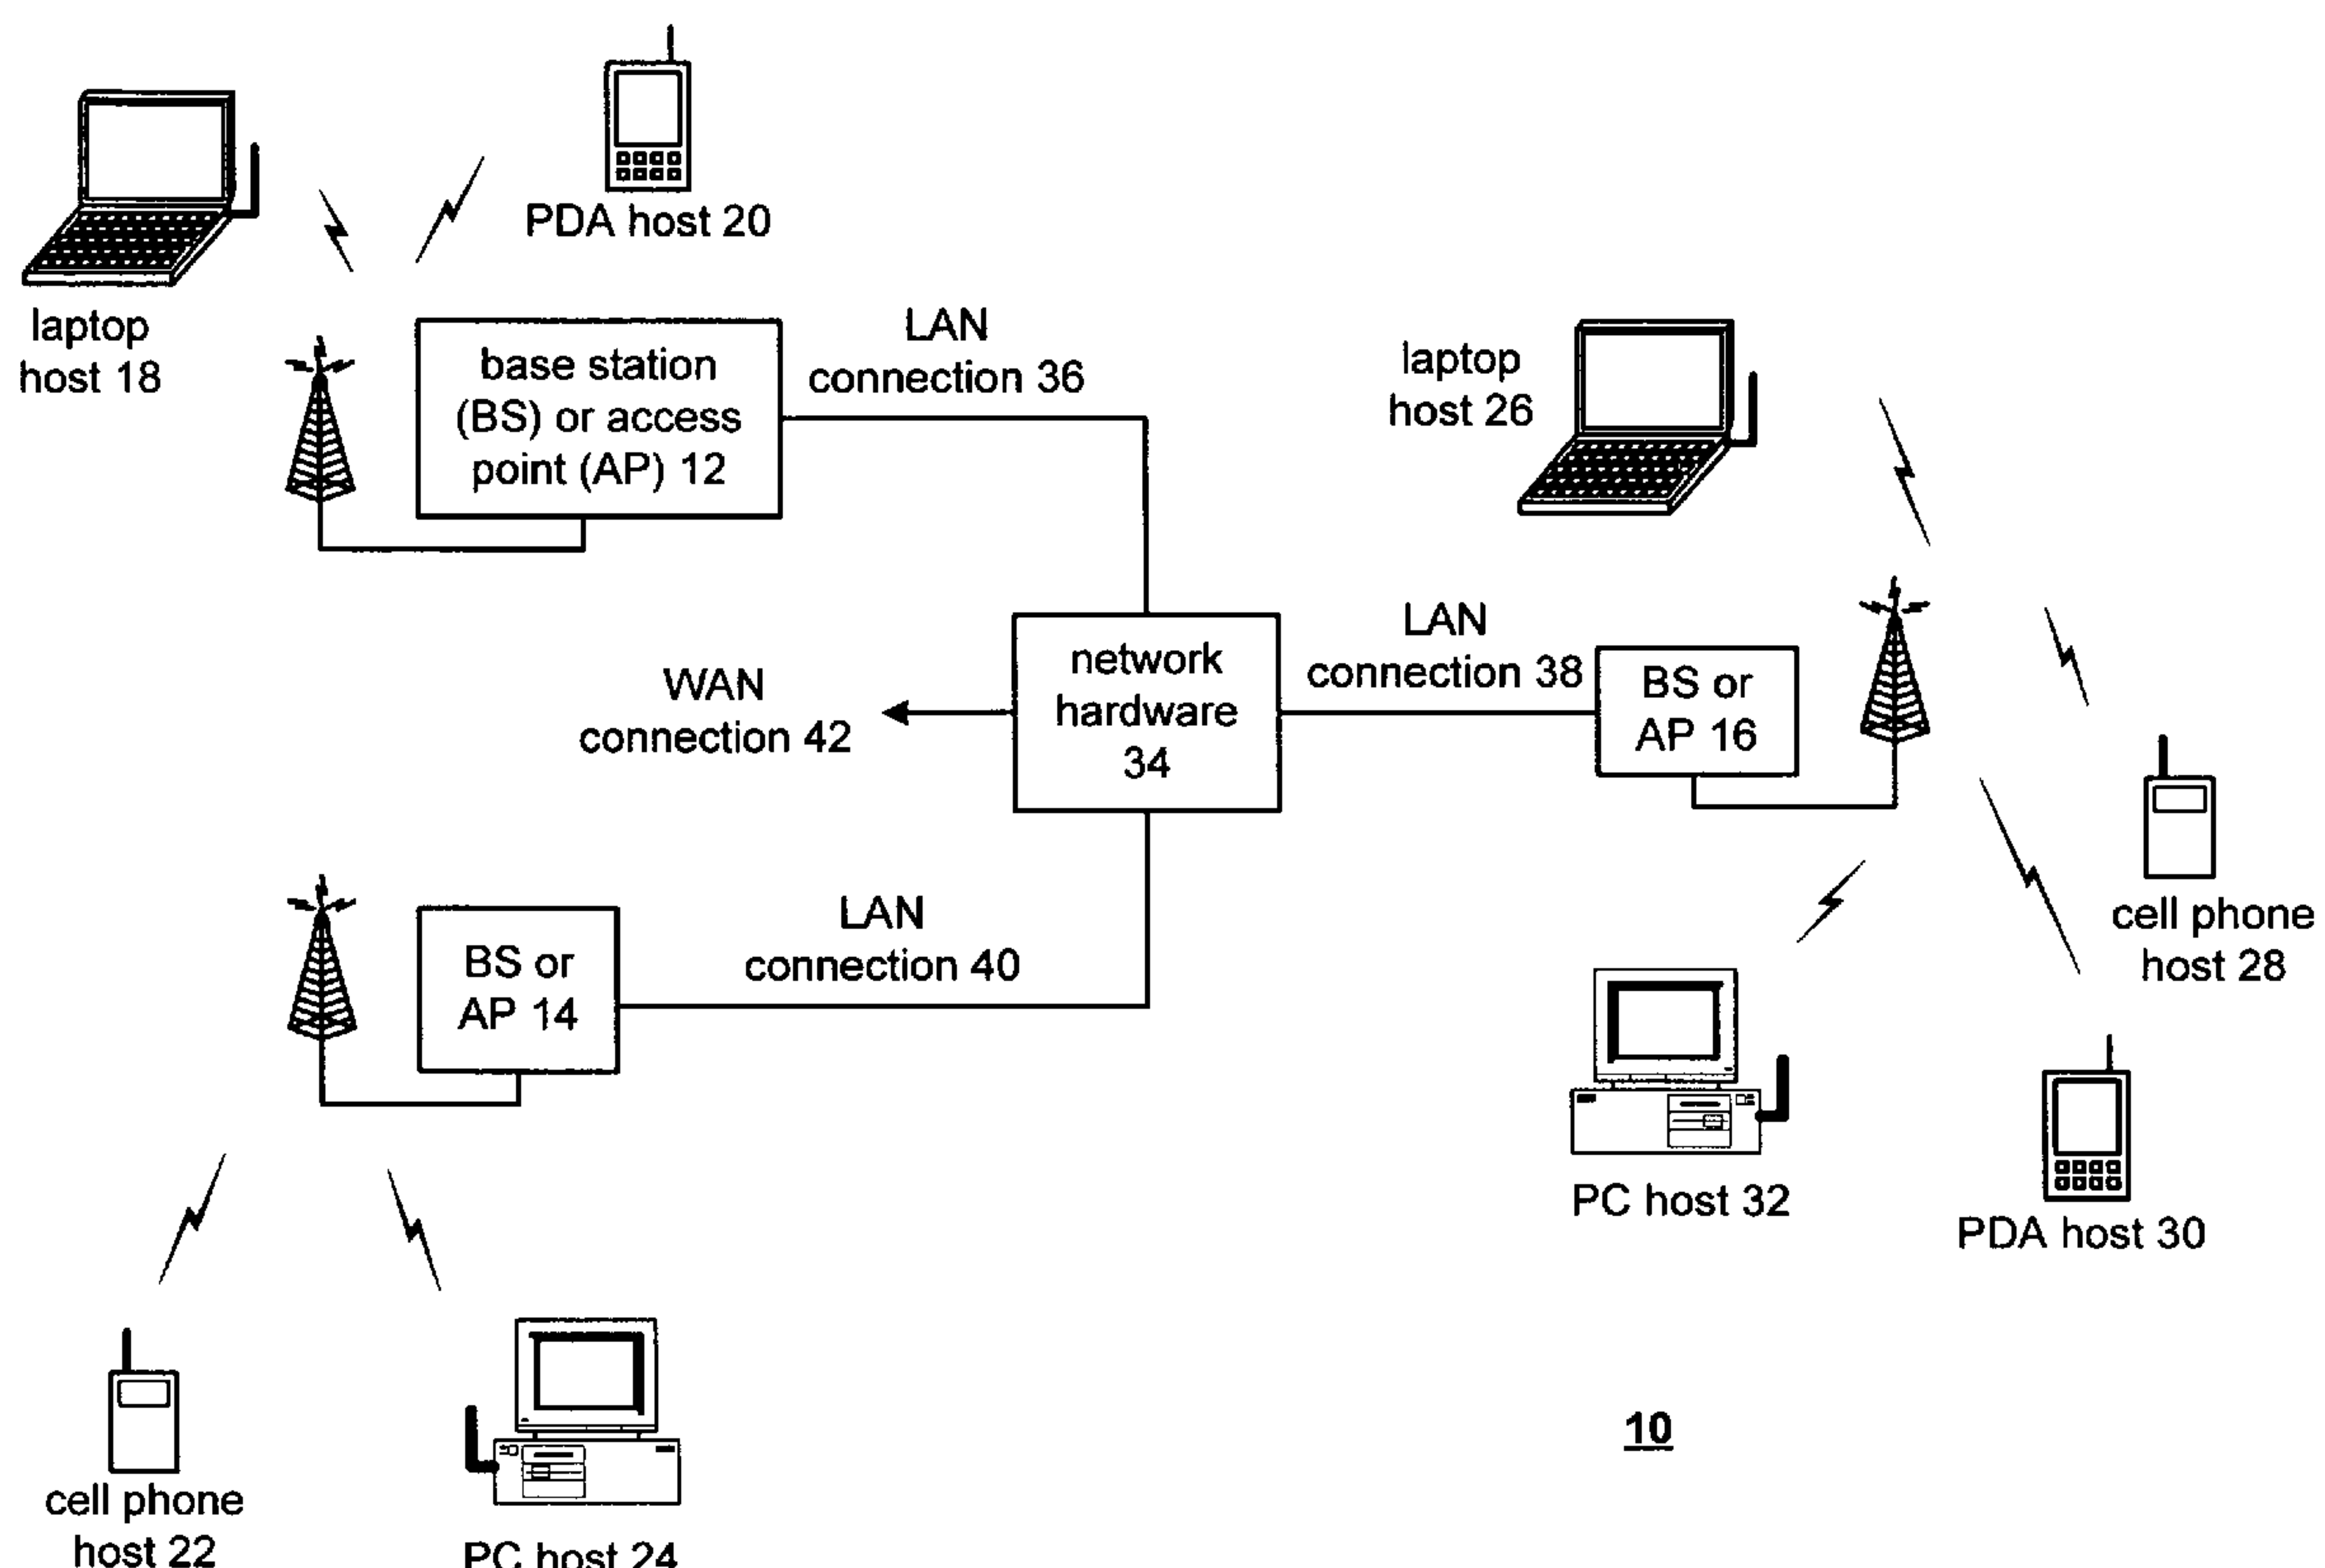 PDA host 20
laptop
host 18
base station
(BS) or access
point (AP) 12
LAN
connection 36
laptop
host 26
network
hardware
34
WAN
connection 42
LAN
connection 38
BS or
AP 16
cell phone
host 28
BS or
AP 14
LAN
connection 40
PC host 32
PDA host 30
cell phone
host 22
PC host 24
10